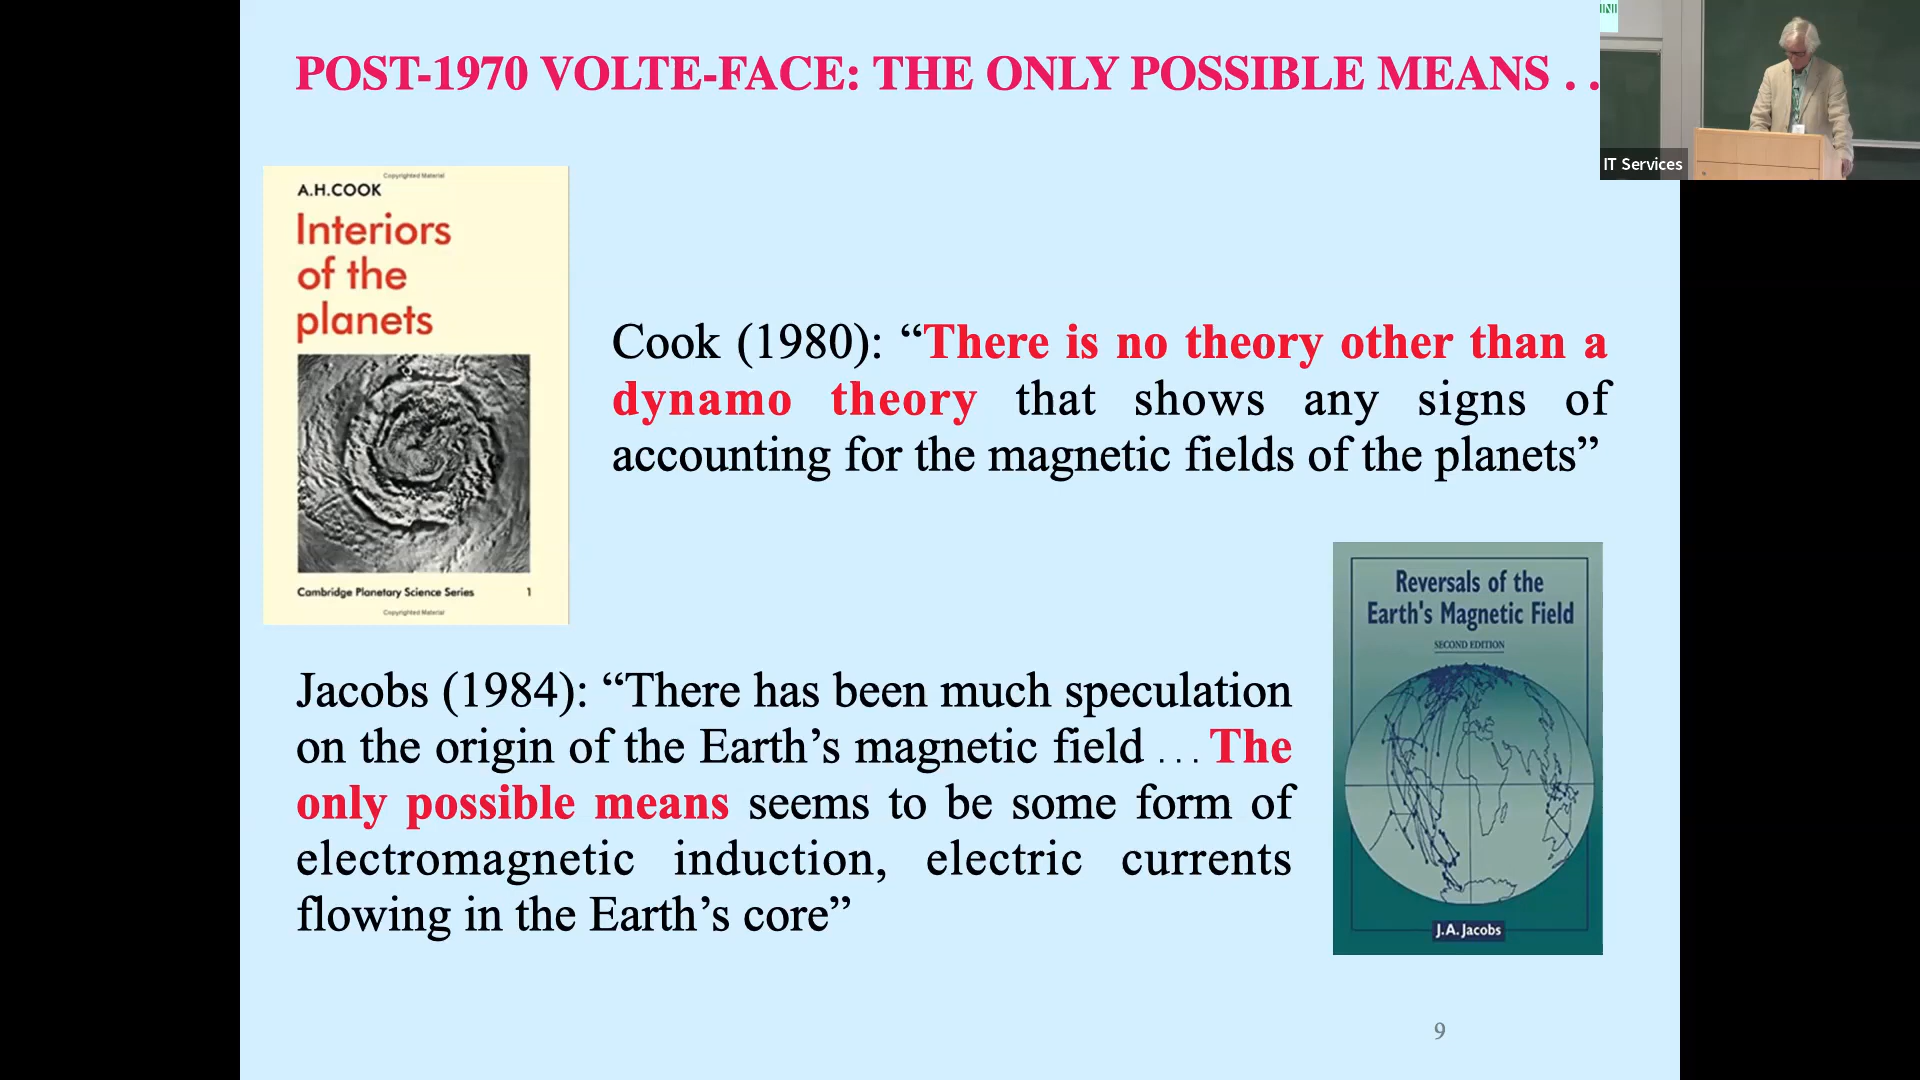 POST-1970 VOLTE-FACE: THE ONLY POSSIBLE MEANS . .
IT Services
Copyrighted Material
A.H.COOK
Interiors
of the
planets
Cambridge Planetary Science Series 1
Copyrighted Material
Cook (1980): “There is no theory other than a
dynamo theory that shows any signs of
accounting for the magnetic fields of the planets”
Reversals of the
Earth's Magnetic Field
SECOND EDITION
J.A. Jacobs
Jacobs (1984): “There has been much speculation
on the origin of the Earth’s magnetic field ... The
only possible means seems to be some form of
electromagnetic induction, electric currents
flowing in the Earth’s core”
9